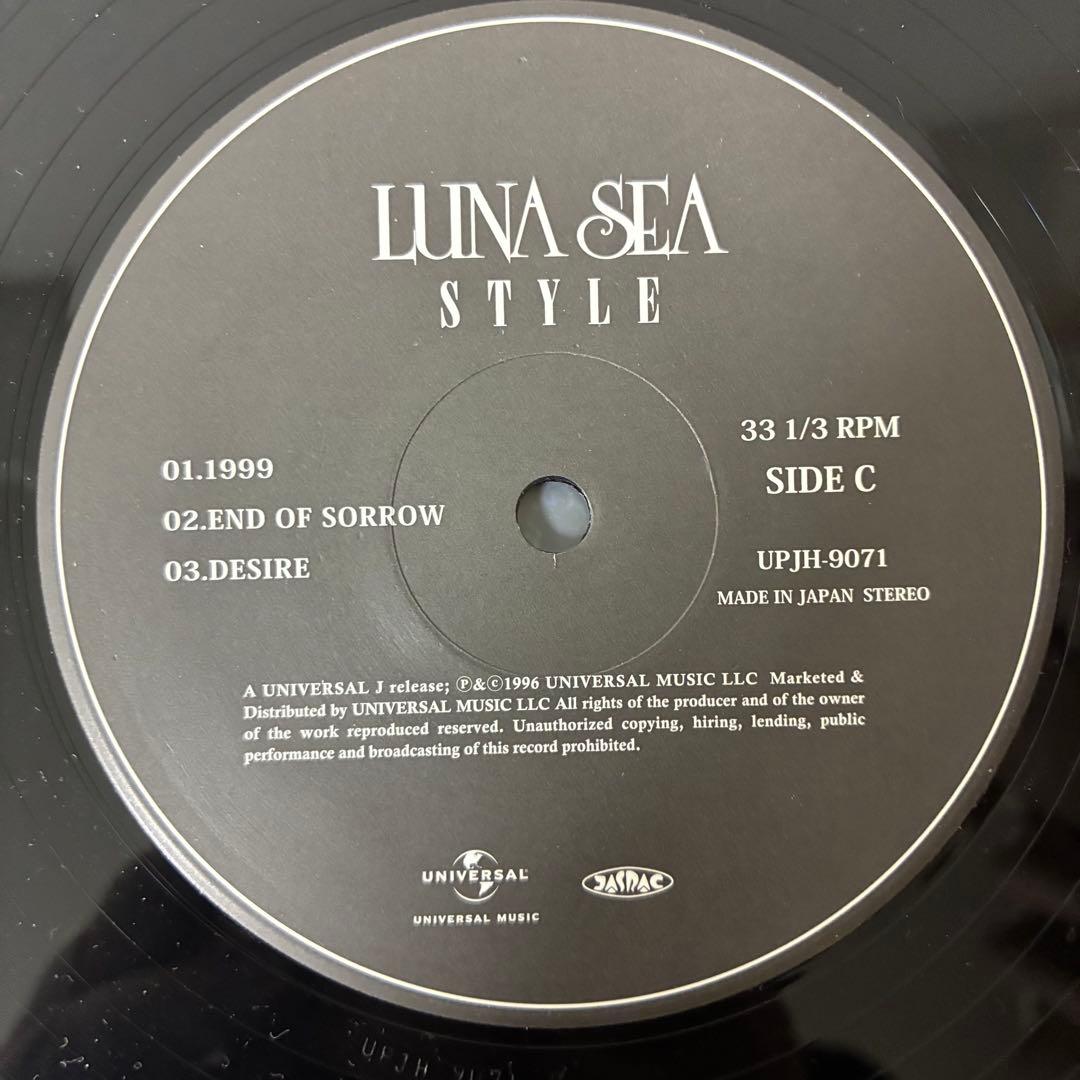 LUNA SEA
STYLE
01.1999
02.END OF SORROW
03.DESIRE
33 1/3 RPM
SIDE C
UPJH-9071
MADE IN JAPAN STEREO
A UNIVERSAL J release; Ⓟ&©1996 UNIVERSAL MUSIC LLC Marketed &
Distributed by UNIVERSAL MUSIC LLC All rights of the producer and of the owner
of the work reproduced reserved. Unauthorized copying, hiring, lending, public
performance and broadcasting of this record prohibited.
UNIVERSAL
UNIVERSAL MUSIC
JASRAC
UPJH